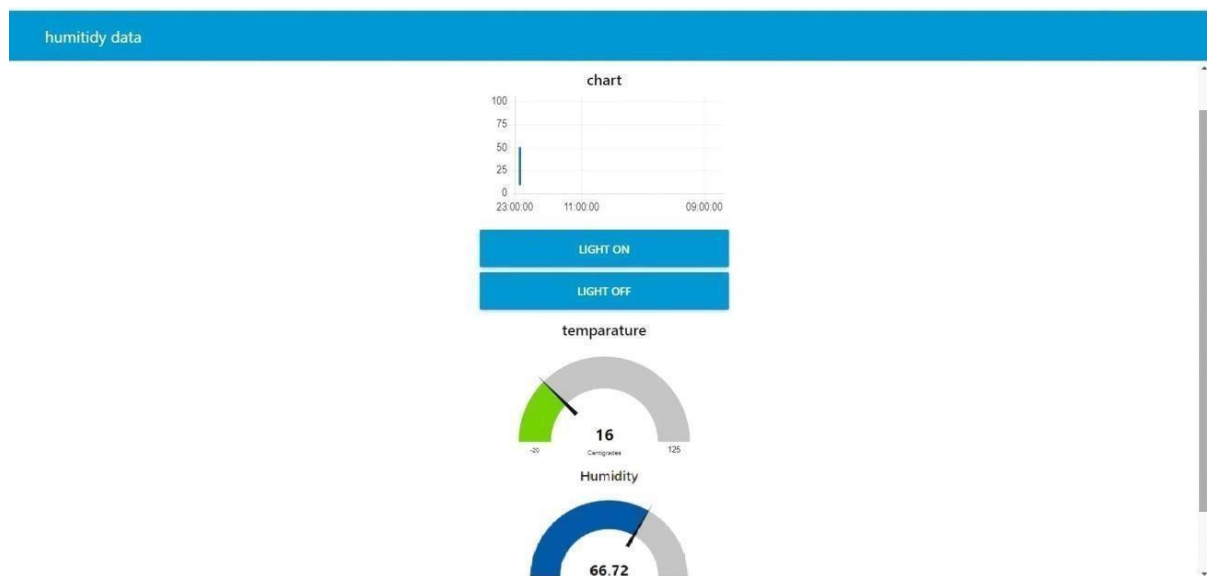 humitidy data
chart
100
75
50
25
0
23:00:00 11:00:00 09:00:00
LIGHT ON
LIGHT OFF
temparature
16
-20 Centigrades 125
Humidity
66.72